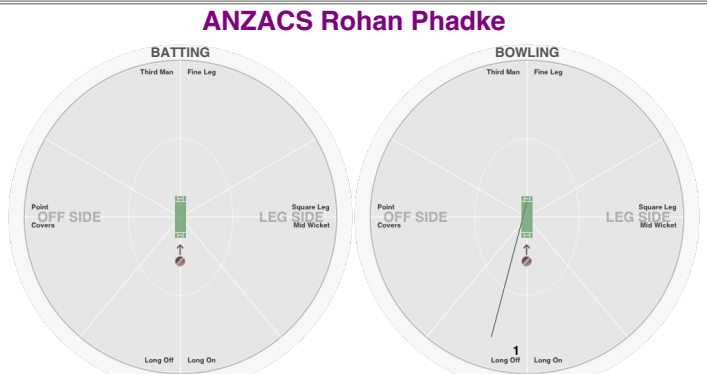 ANZACS Rohan Phadke
BATTING
Third Man Fine Leg
Point
OFF SIDE
Covers
Square Leg
LEG SIDE
Mid Wicket
Long Off Long On
BOWLING
Third Man Fine Leg
Point
OFF SIDE
Covers
Square Leg
LEG SIDE
Mid Wicket
1
Long Off Long On